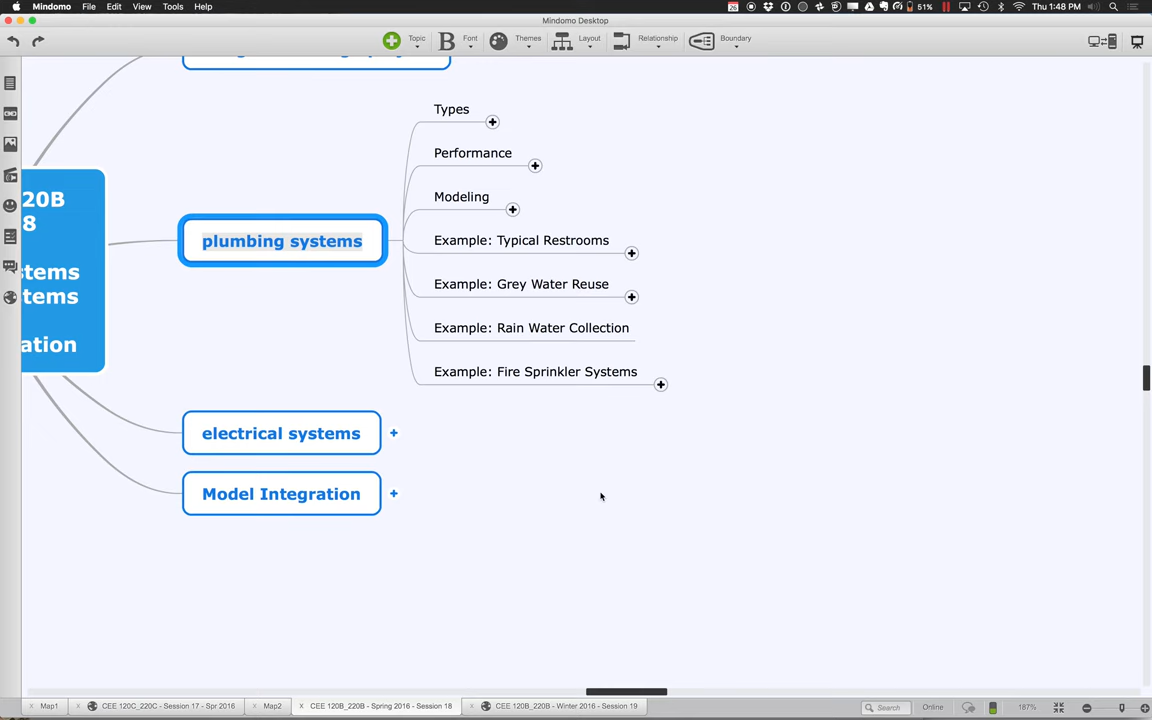 Mindomo File Edit View Tools Help
26
51% Thu 1:48 PM
Mindomo Desktop
Topic Font Themes Layout Relationship Boundary
Types
Performance
Modeling
20B
8
plumbing systems
Example: Typical Restrooms
stems
Example: Grey Water Reuse
tems
Example: Rain Water Collection
ation
Example: Fire Sprinkler Systems
electrical systems
Model Integration
x Map1 x CEE 120C_220C - Session 17 - Spr 2016 x Map2 x CEE 120B_220B - Spring 2016 - Session 18 x CEE 120B_220B - Winter 2016 - Session 19
Search Online 187%